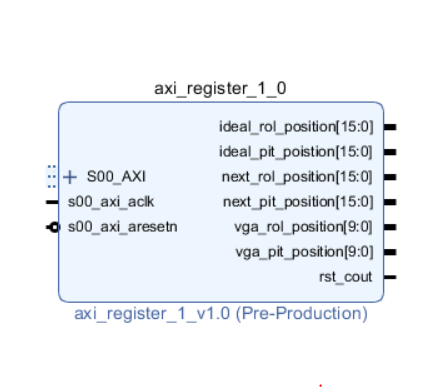 axi_register_1_0
ideal_rol_position[15:0]
ideal_pit_poistion[15:0]
S00_AXI
next_rol_position[15:0]
s00_axi_aclk
next_pit_position[15:0]
s00_axi_aresetn
vga_rol_position[9:0]
vga_pit_position[9:0]
rst_cout
axi_register_1_v1.0 (Pre-Production)